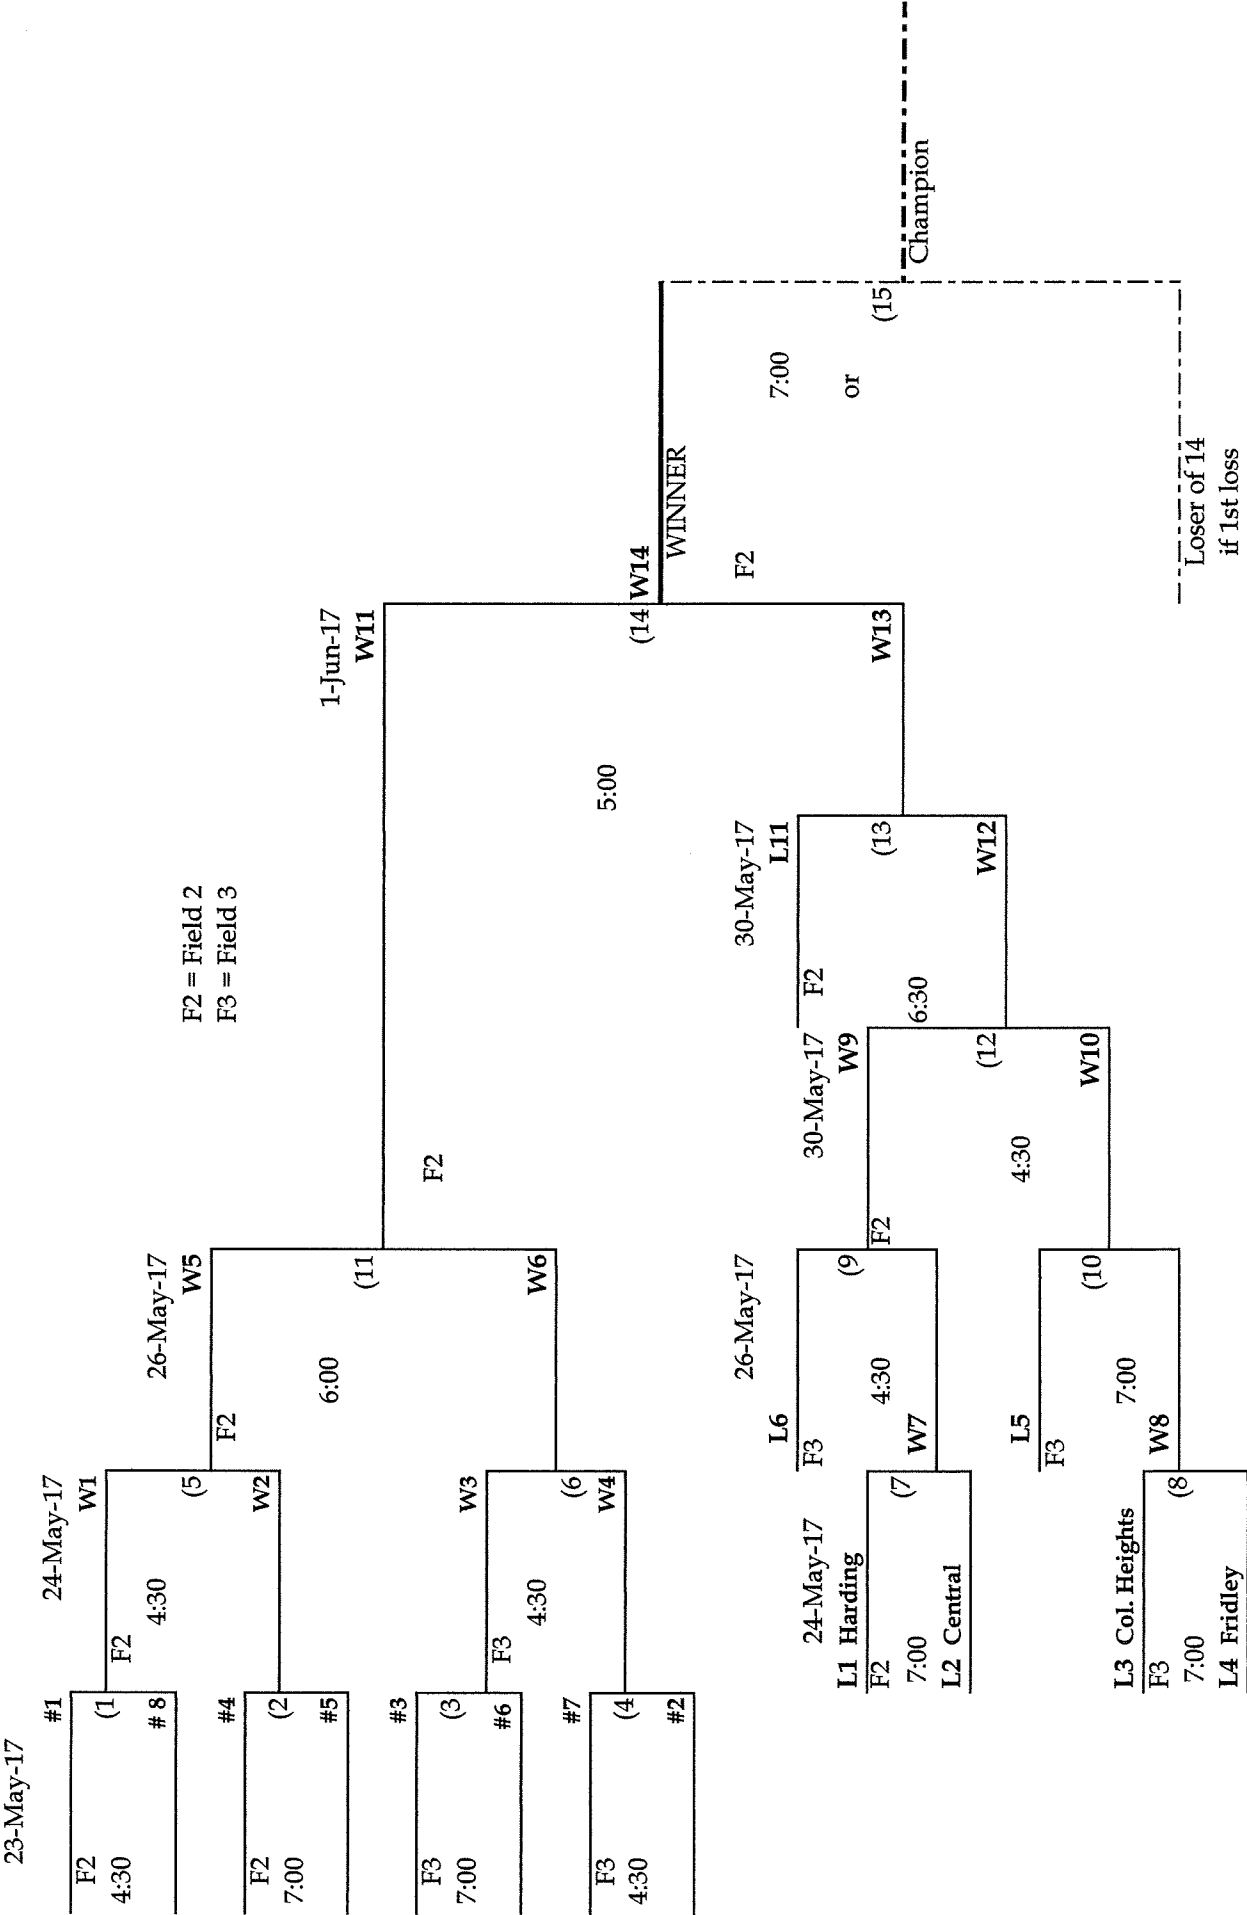 23-May-17
#1
F2
(1
4:30
# 8
#4
F2
(2
7:00
#5
#3
F3
(3
7:00
#6
#7
F3
(4
4:30
#2
24-May-17
W1
F2
4:30
(5
W2
W3
F3
4:30
(6
W4
26-May-17
W5
F2
6:00
(11
W6
F2
F2 = Field 2
F3 = Field 3
1-Jun-17
W11
5:00
(14
W13
W14
WINNER
F2
7:00
or
(15
Champion
Loser of 14
if 1st loss
24-May-17
L1 Harding
F2
(7
7:00
L2 Central
L3 Col. Heights
F3
(8
7:00
L4 Fridley
26-May-17
L6
F3
(9
4:30
W7
L5
F3
(10
7:00
W8
30-May-17
W9
F2
(12
4:30
W10
30-May-17
L11
F2
(13
6:30
W12